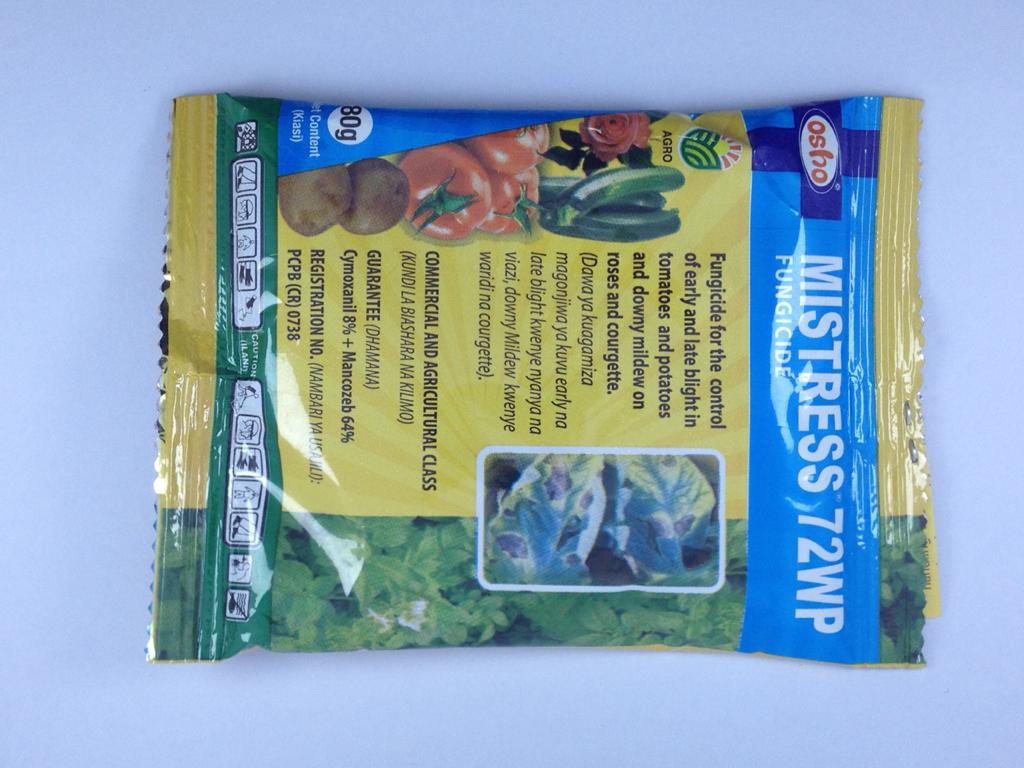 osho
MISTRESS 72WP
FUNGICIDE
AGRO
Fungicide for the control
of early and late blight in
tomatoes and potatoes
and downy mildew on
roses and courgette.
(Dawa ya kuagamiza
magonjiwa ya kuvu early na
late blight kwenye nyanya na
viazi, downy Mildew kwenye
waridi na courgette).
COMMERCIAL AND AGRICULTURAL CLASS
(KUNDI LA BIASHARA NA KILIMO)
GUARANTEE (DHAMANA)
Cymoxanil 8% + Mancozeb 64%
REGISTRATION No. (NAMBARI YA USAJILI):
PCPB (CR) 0738
80g
et Content
(Kiasi)
CAUTION
(ILANI)